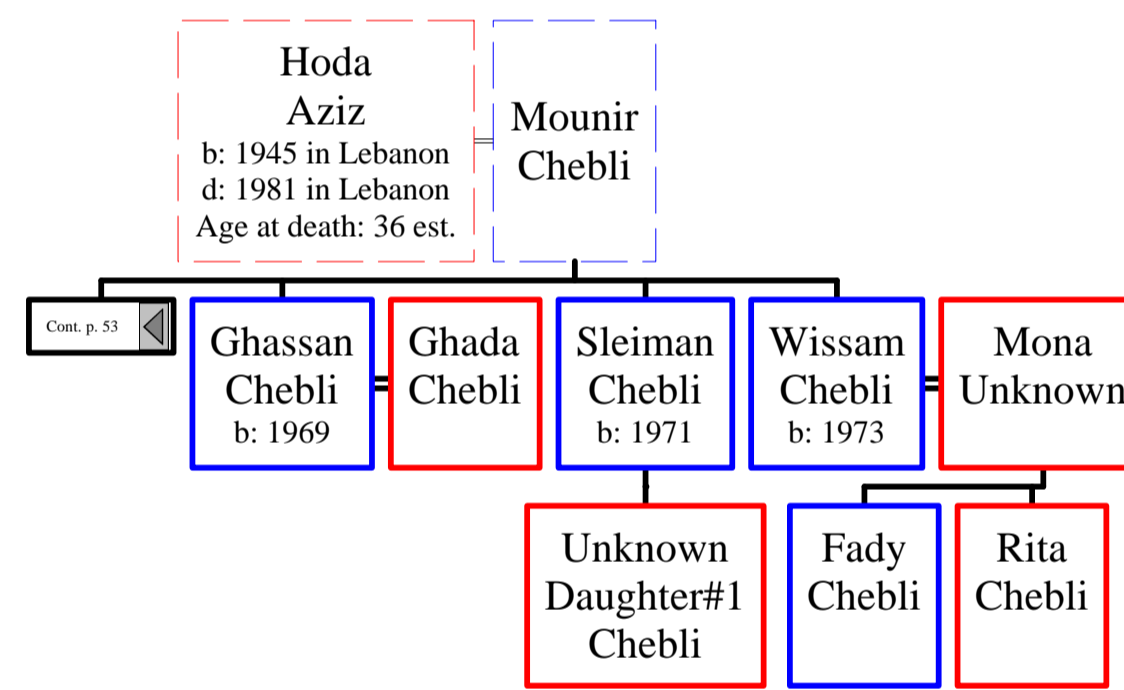 Hoda
Aziz
b: 1945 in Lebanon
d: 1981 in Lebanon
Age at death: 36 est.
Mounir
Chebli
Cont. p. 53
Ghassan
Chebli
b: 1969
Ghada
Chebli
Sleiman
Chebli
b: 1971
Wissam
Chebli
b: 1973
Mona
Unknown
Unknown
Daughter#1
Chebli
Fady
Chebli
Rita
Chebli